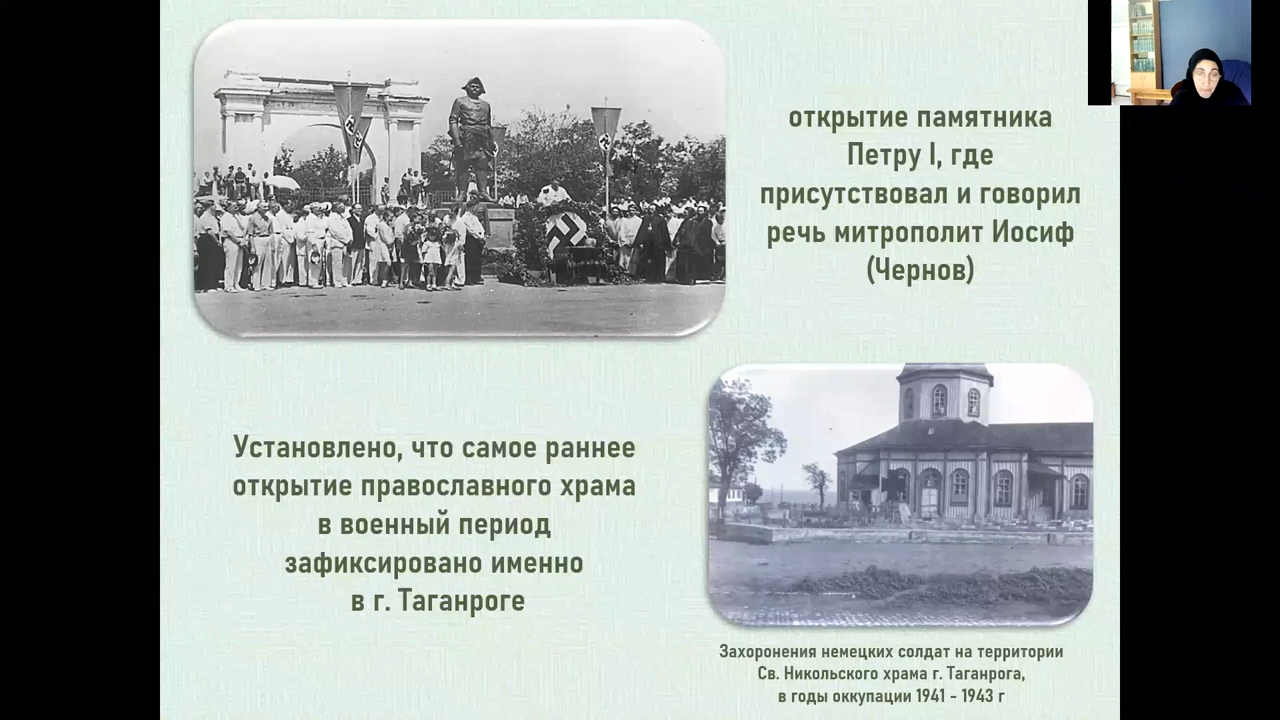 открытие памятника
Петру I, где
присутствовал и говорил
речь митрополит Иосиф
(Чернов)
Установлено, что самое раннее
открытие православного храма
в военный период
зафиксировано именно
в г. Таганроге
Захоронения немецких солдат на территории
Св. Никольского храма г. Таганрога,
в годы оккупации 1941 - 1943 г